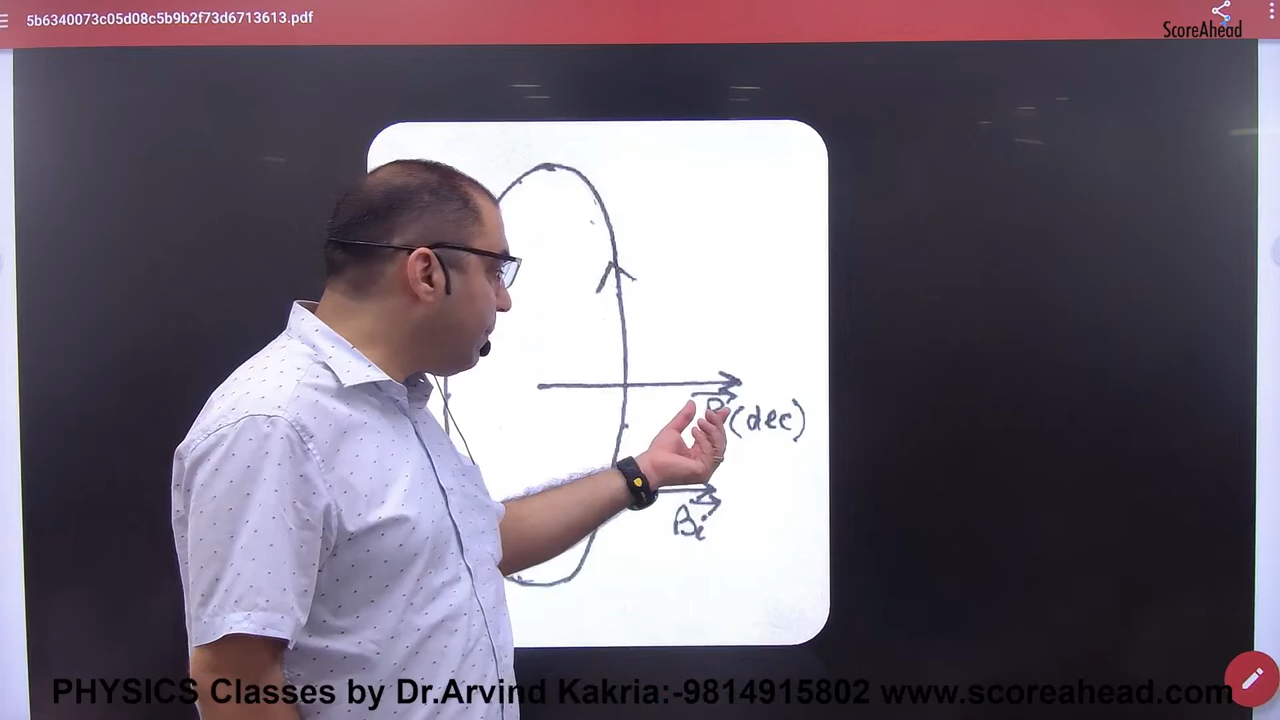 5b6340073c05d08c5b9b2f73d6713613.pdf
ScoreAhead
(dec)
Bi
PHYSICS Classes by Dr.Arvind Kakria:-9814915802 www.scoreahead.com